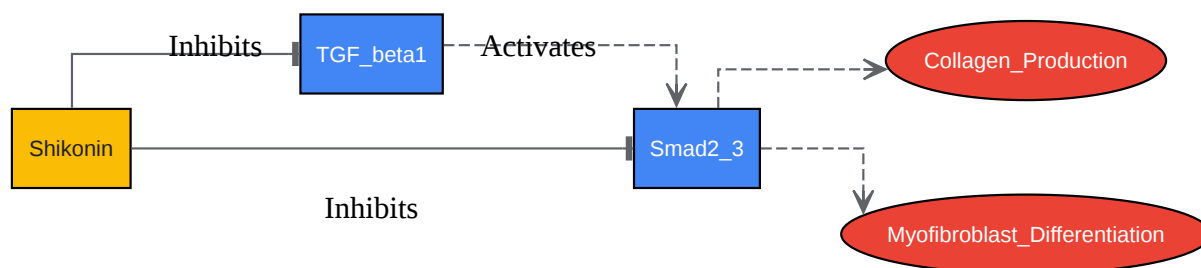 Inhibits
TGF_beta1
Activates
Collagen_Production
Shikonin
Smad2_3
Inhibits
Myofibroblast_Differentiation